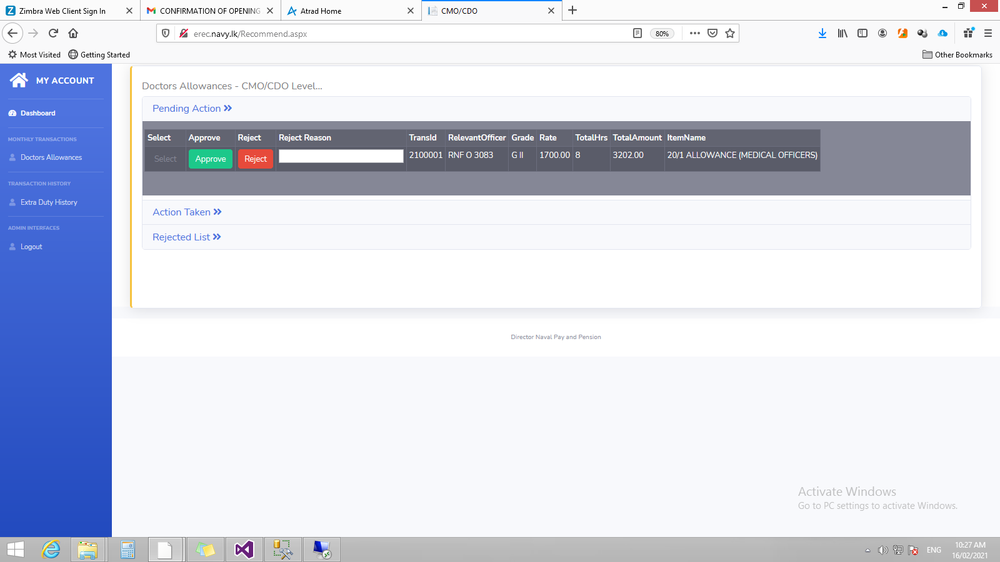 Zimbra Web Client Sign In
CONFIRMATION OF OPENING
Atrad Home
CMO/CDO
erec.navy.lk/Recommend.aspx
80%
Most Visited
Getting Started
Other Bookmarks
MY ACCOUNT
Dashboard
MONTHLY TRANSACTIONS
Doctors Allowances
TRANSACTION HISTORY
Extra Duty History
ADMIN INTERFACES
Logout
Doctors Allowances - CMO/CDO Level...
Pending Action
Select Approve Reject Reject Reason TransId RelevantOfficer Grade Rate TotalHrs TotalAmount ItemName
Select Approve Reject 2100001 RNF O 3083 G II 1700.00 8 3202.00 20/1 ALLOWANCE (MEDICAL OFFICERS)
Action Taken
Rejected List
Director Naval Pay and Pension
Activate Windows
Go to PC settings to activate Windows.
ENG
10:27 AM
16/02/2021